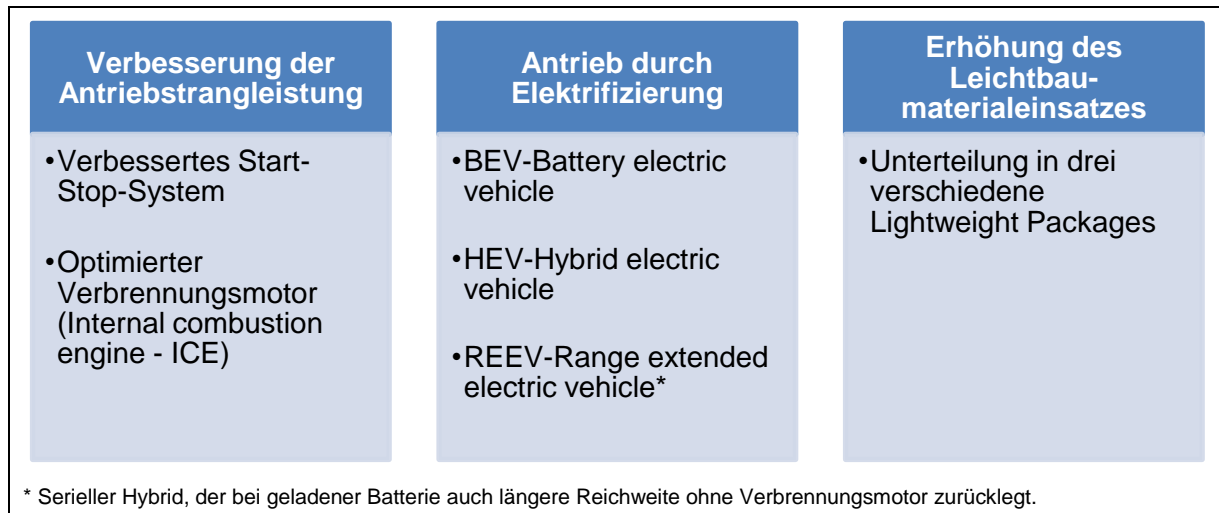 Verbesserung der
Antriebstrangleistung
•Verbessertes Start-
Stop-System
•Optimierter
Verbrennungsmotor
(Internal combustion
engine - ICE)
Antrieb durch
Elektrifizierung
•BEV-Battery electric
vehicle
•HEV-Hybrid electric
vehicle
•REEV-Range extended
electric vehicle*
Erhöhung des
Leichtbau-
materialeinsatzes
•Unterteilung in drei
verschiedene
Lightweight Packages
* Serieller Hybrid, der bei geladener Batterie auch längere Reichweite ohne Verbrennungsmotor zurücklegt.